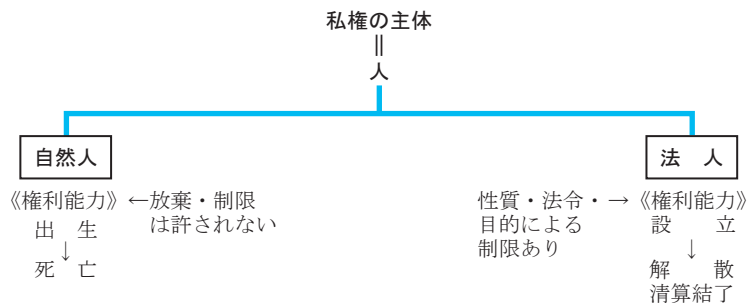 私権の主体
||
人
自然人
《権利能力》←放棄・制限
は許されない
出　生
↓
死　亡
法　人
性質・法令・→《権利能力》
目的による
制限あり
設　立
↓
解　散
清算結了